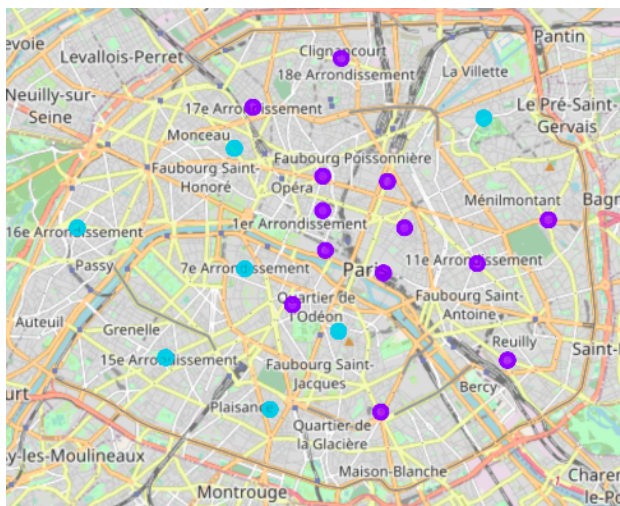 evoie
Levallois-Perret
Clignancourt
18e Arrondissement
Pantin
La Villette
Neuilly-sur-
Seine
17e Arrondissement
Le Pré-Saint-
Gervais
Monceau
Faubourg Saint-
Honoré
Faubourg Poissonnière
Opéra
Ménilmontant
Bagn
1er Arrondissement
16e Arrondissement
Passy
7e Arrondissement
Paris
11e Arrondissement
Quartier de
l'Odéon
Faubourg Saint-
Antoine
Auteuil
Grenelle
Reuilly
Saint-
15e Arrondissement
Faubourg Saint-
Jacques
Bercy
ourt
Plaisance
Quartier de
la Glacière
sy-les-Moulineaux
Maison-Blanche
Charen
le-Po
Montrouge